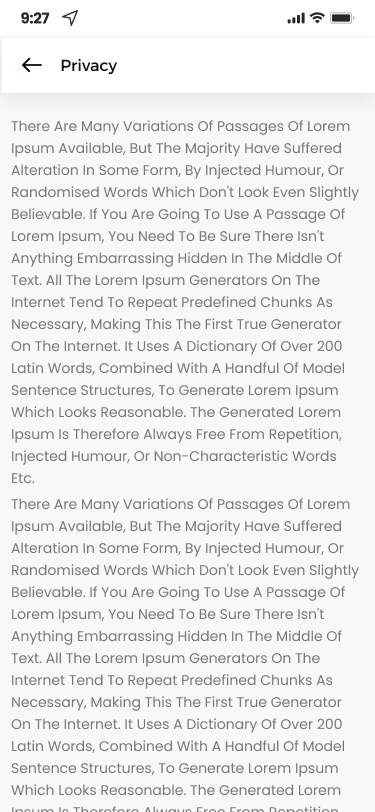 9:27
Privacy
There Are Many Variations Of Passages Of Lorem
Ipsum Available, But The Majority Have Suffered
Alteration In Some Form, By Injected Humour, Or
Randomised Words Which Don't Look Even Slightly
Believable. If You Are Going To Use A Passage Of
Lorem Ipsum, You Need To Be Sure There Isn't
Anything Embarrassing Hidden In The Middle Of
Text. All The Lorem Ipsum Generators On The
Internet Tend To Repeat Predefined Chunks As
Necessary, Making This The First True Generator
On The Internet. It Uses A Dictionary Of Over 200
Latin Words, Combined With A Handful Of Model
Sentence Structures, To Generate Lorem Ipsum
Which Looks Reasonable. The Generated Lorem
Ipsum Is Therefore Always Free From Repetition,
Injected Humour, Or Non-Characteristic Words
Etc.
There Are Many Variations Of Passages Of Lorem
Ipsum Available, But The Majority Have Suffered
Alteration In Some Form, By Injected Humour, Or
Randomised Words Which Don't Look Even Slightly
Believable. If You Are Going To Use A Passage Of
Lorem Ipsum, You Need To Be Sure There Isn't
Anything Embarrassing Hidden In The Middle Of
Text. All The Lorem Ipsum Generators On The
Internet Tend To Repeat Predefined Chunks As
Necessary, Making This The First True Generator
On The Internet. It Uses A Dictionary Of Over 200
Latin Words, Combined With A Handful Of Model
Sentence Structures, To Generate Lorem Ipsum
Which Looks Reasonable. The Generated Lorem
Ipsum Is Therefore Always Free From Repetition,